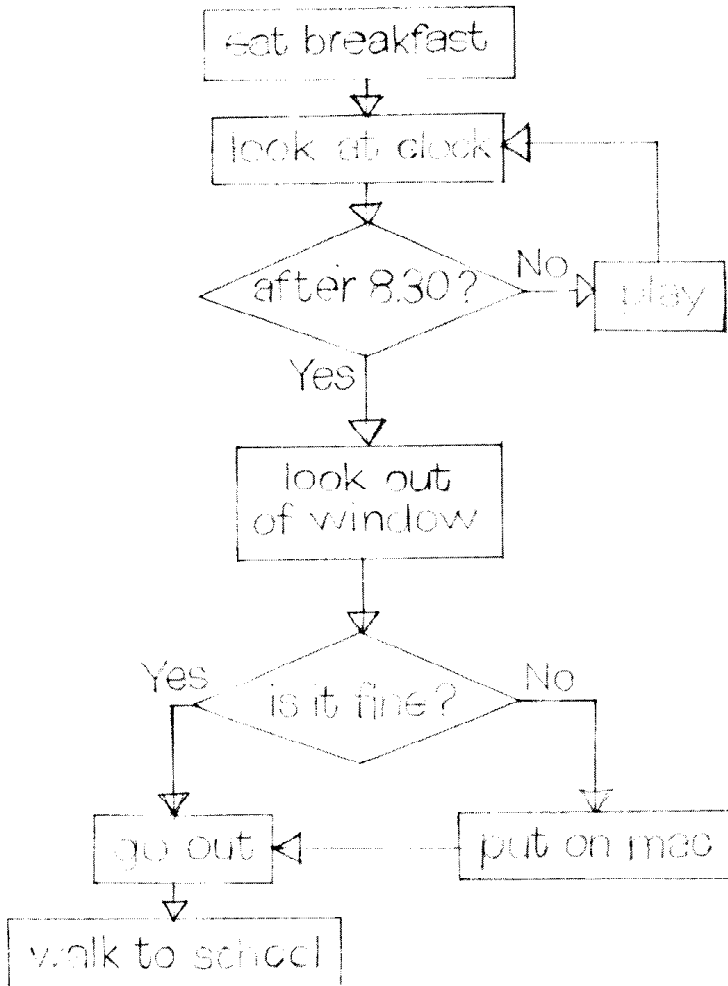 eat breakfast
look at clock
after 8.30?
No
play
Yes
look out
of window
Yes
is it fine?
No
go out
put on mac
walk to school